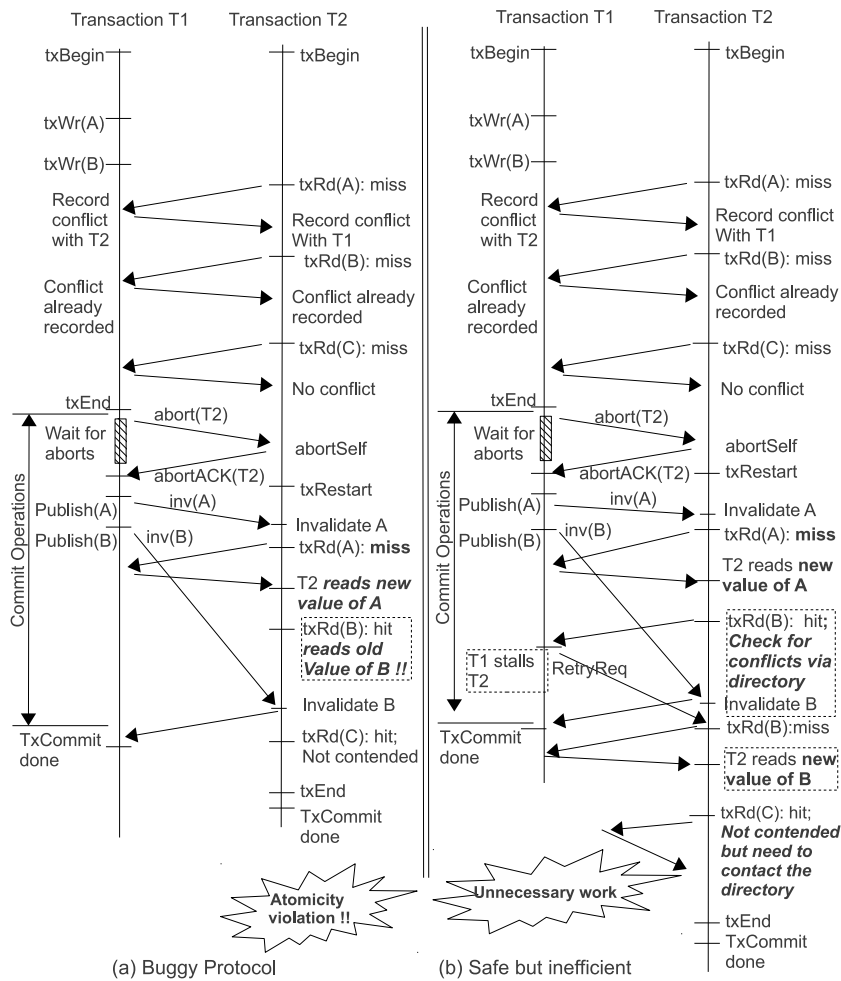 Transaction T1
Transaction T2
txBegin
txBegin
txWr(A)
txWr(B)
txRd(A): miss
Record
conflict
with T2
Record conflict
With T1
txRd(B): miss
Conflict
already
recorded
Conflict already
recorded
txRd(C): miss
No conflict
txEnd
abort(T2)
Wait for
aborts
abortSelf
abortACK(T2)
txRestart
Publish(A)
inv(A)
Invalidate A
Publish(B)
inv(B)
txRd(A): miss
T2 reads new
value of A
txRd(B): hit
reads old
Value of B !!
Commit Operations
Invalidate B
TxCommit
done
txRd(C): hit;
Not contended
txEnd
TxCommit
done
Atomicity
violation !!
(a) Buggy Protocol
Transaction T1
Transaction T2
txBegin
txBegin
txWr(A)
txWr(B)
txRd(A): miss
Record
conflict
with T2
Record conflict
With T1
txRd(B): miss
Conflict
already
recorded
Conflict already
recorded
txRd(C): miss
No conflict
txEnd
abort(T2)
Wait for
aborts
abortSelf
abortACK(T2)
txRestart
Publish(A)
inv(A)
Invalidate A
Publish(B)
inv(B)
txRd(A): miss
T2 reads new
value of A
txRd(B): hit;
Check for
conflicts via
directory
Commit Operations
T1 stalls
T2
RetryReq
Invalidate B
txRd(B):miss
TxCommit
done
T2 reads new
value of B
txRd(C): hit;
Not contended
but need to
contact the
directory
Unnecessary work
txEnd
TxCommit
done
(b) Safe but inefficient